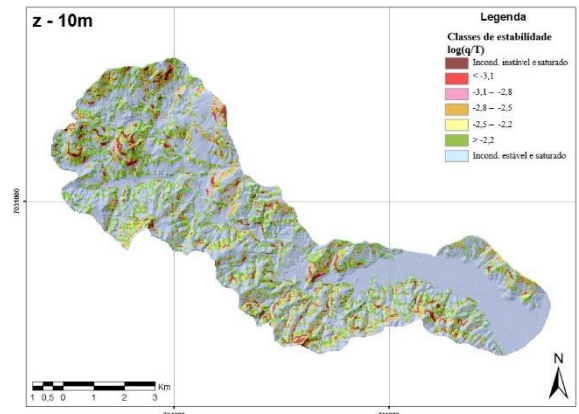 z - 10m
Legenda
Classes de estabilidade
log(q/T)
Incond. instável e saturado
< -3,1
-3,1 – -2,8
-2,8 – -2,5
-2,5 – -2,2
> -2,2
Incond. estável e saturado
7031000
N
1 0,5 0 1 2 3 Km